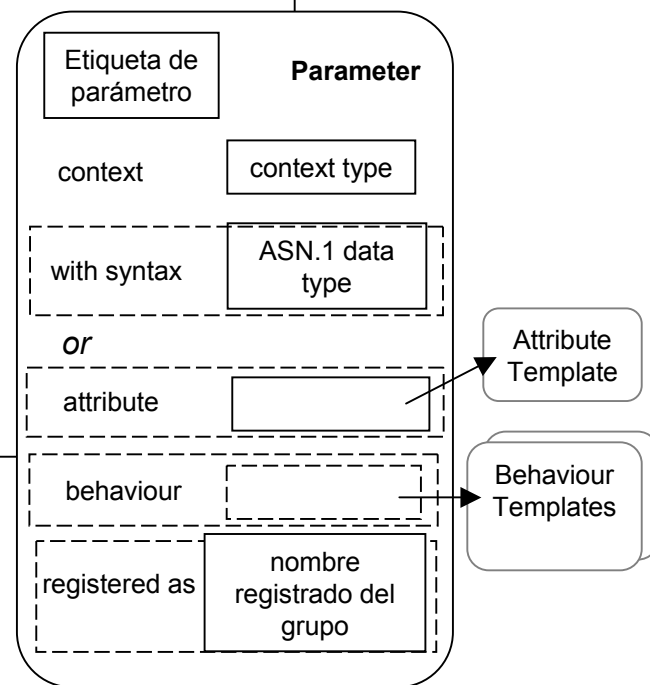 Etiqueta de
parámetro
Parameter
context
context type
with syntax
ASN.1 data
type
or
attribute
Attribute
Template
behaviour
Behaviour
Templates
registered as
nombre
registrado del
grupo